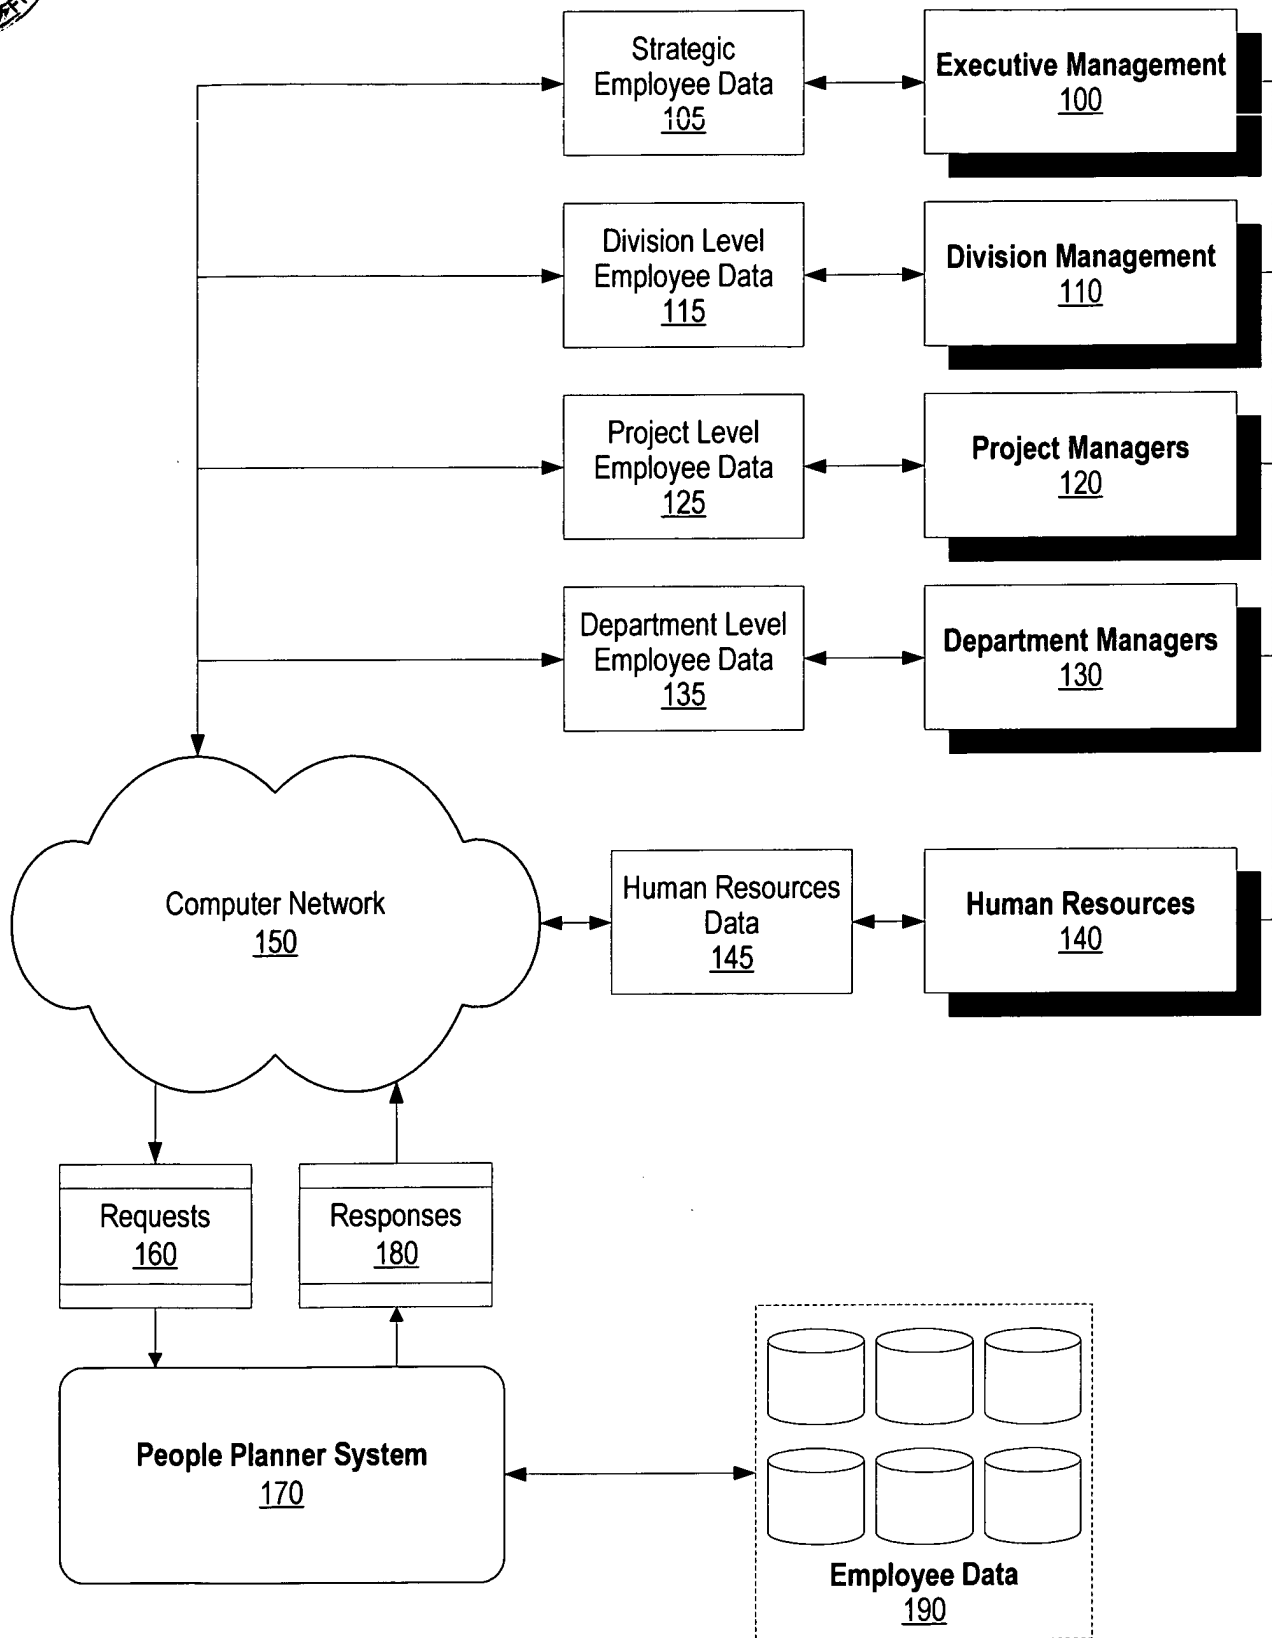 Strategic
Employee Data
105
Executive Management
100
Division Level
Employee Data
115
Division Management
110
Project Level
Employee Data
125
Project Managers
120
Department Level
Employee Data
135
Department Managers
130
Computer Network
150
Human Resources
Data
145
Human Resources
140
Requests
160
Responses
180
People Planner System
170
Employee Data
190